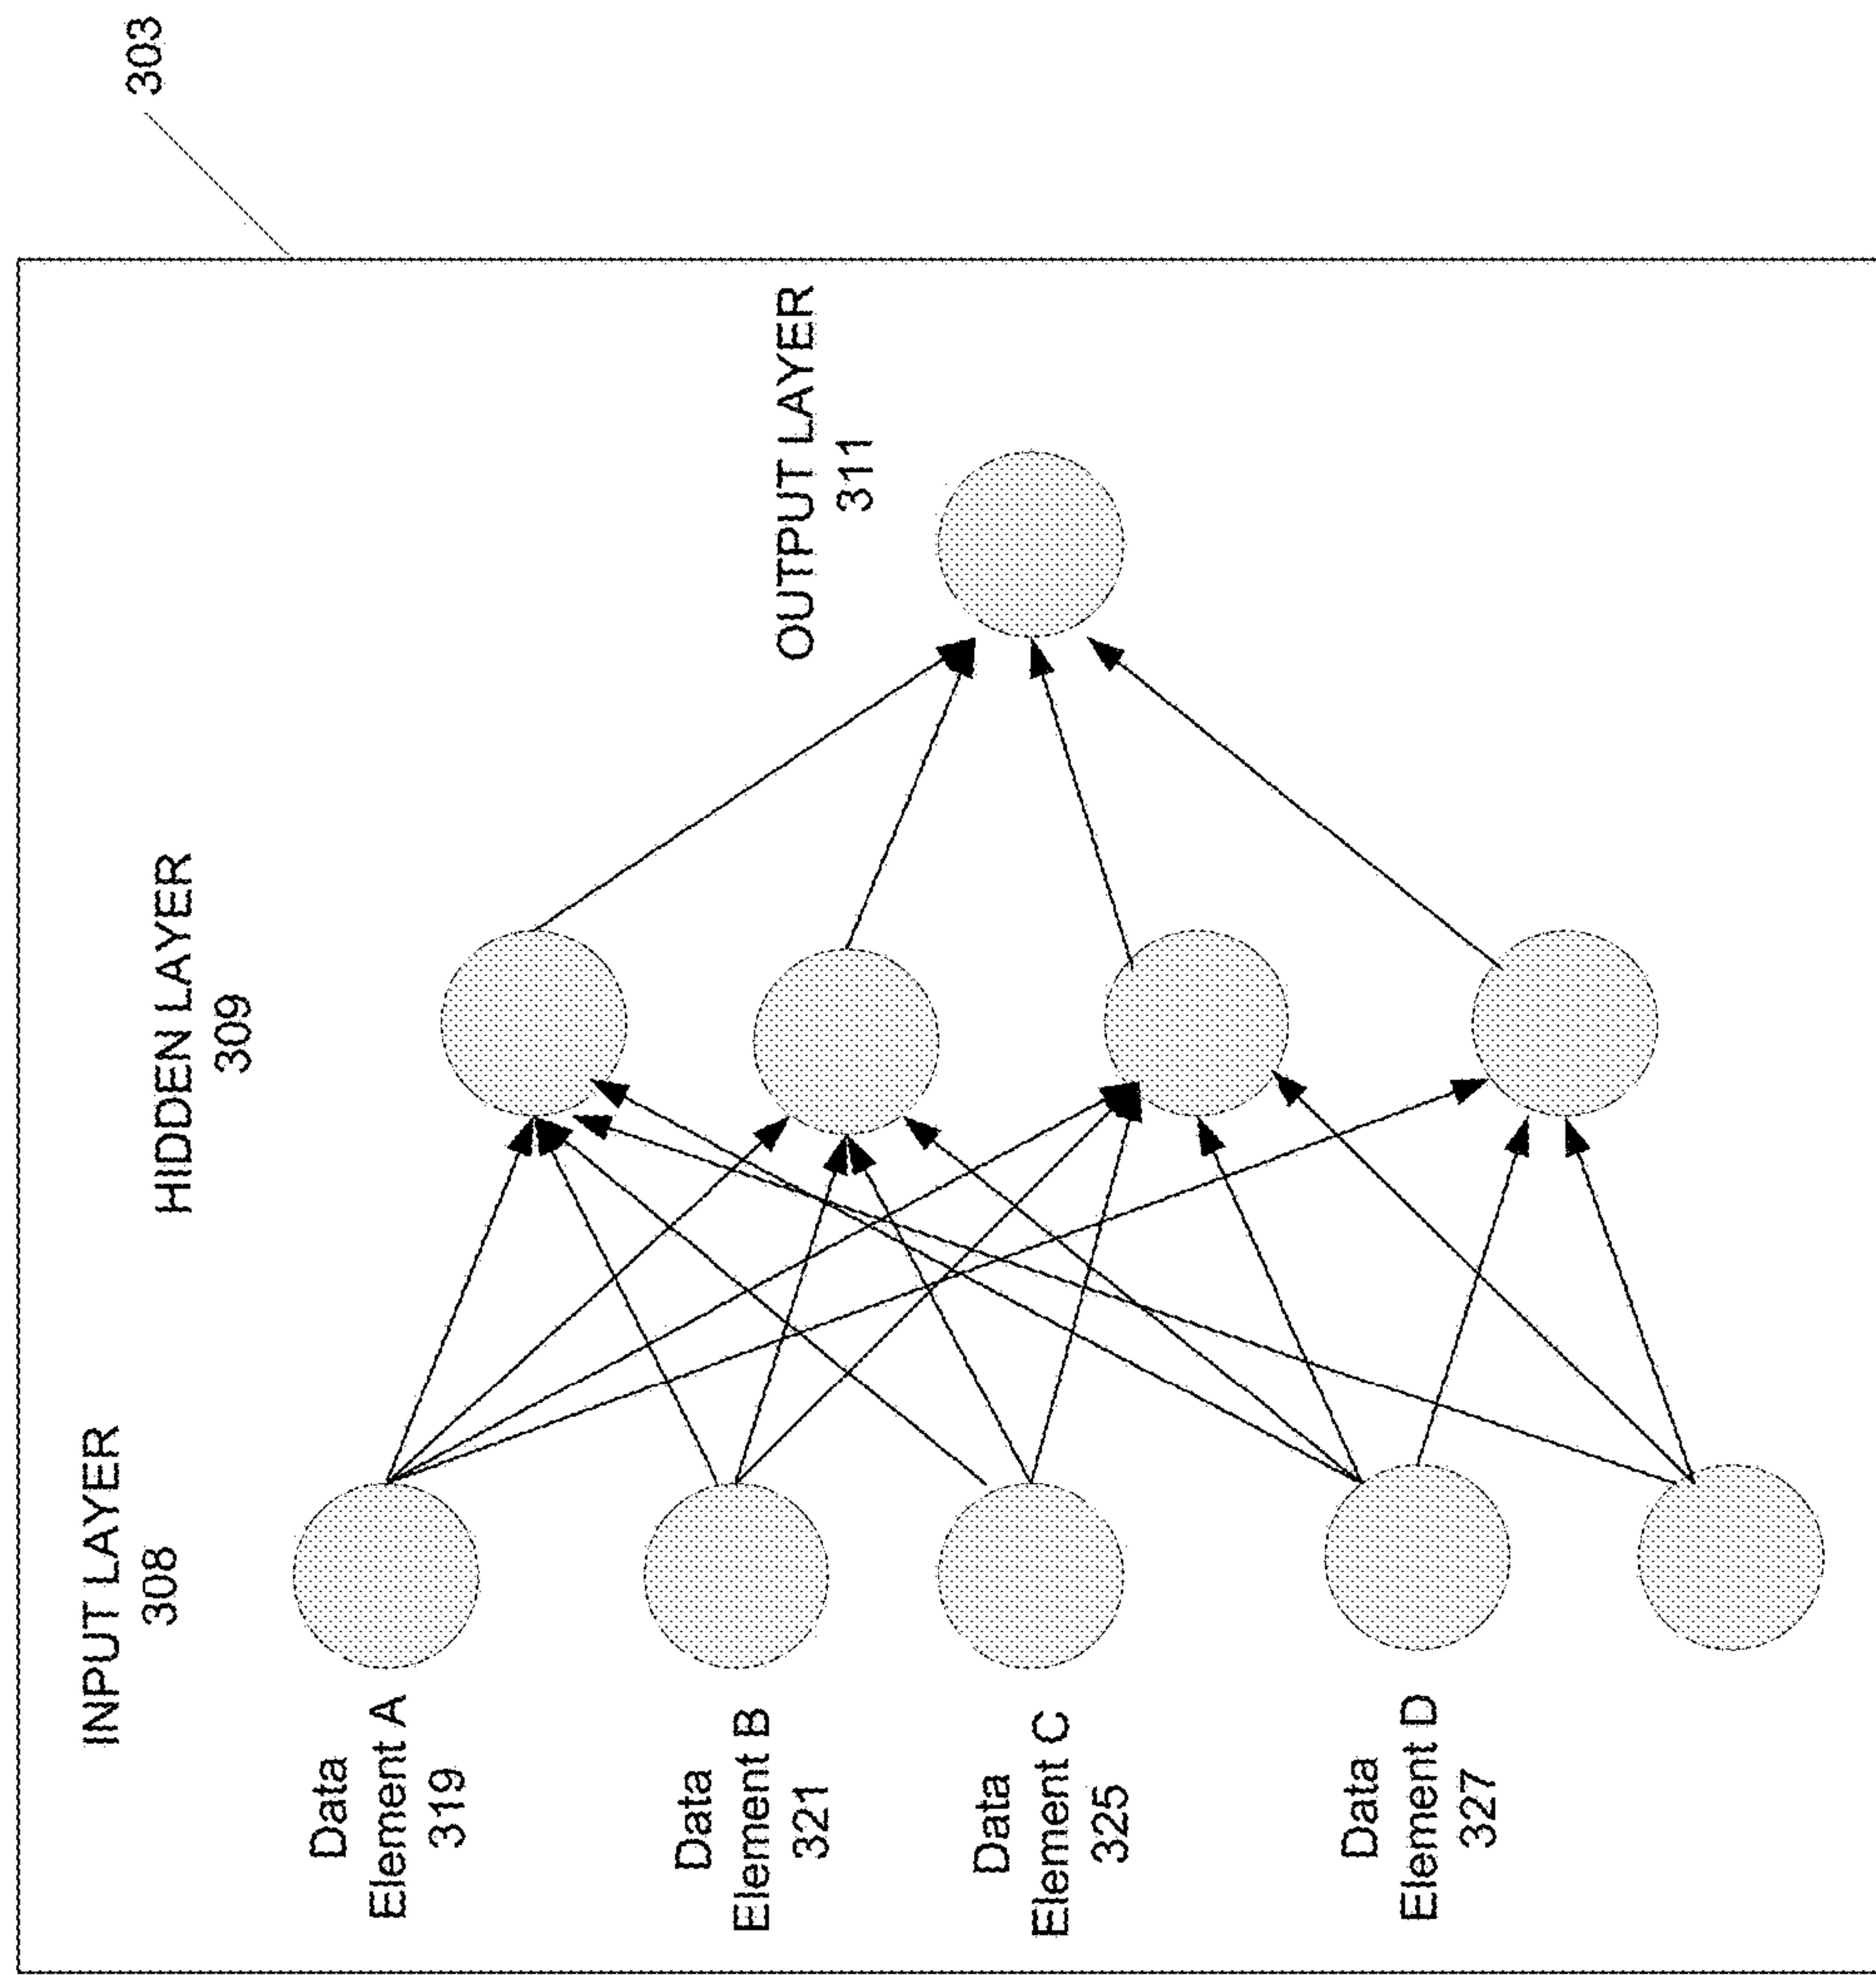 303
INPUT LAYER
308
HIDDEN LAYER
309
OUTPUT LAYER
311
Data
Element A
319
Data
Element B
321
Data
Element C
325
Data
Element D
327